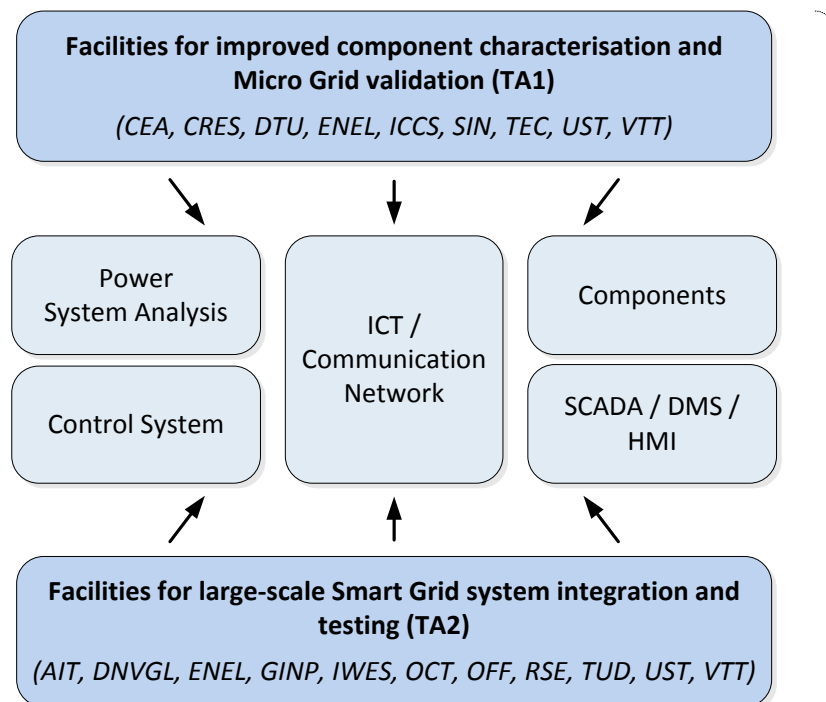 Facilities for improved component characterisation and
Micro Grid validation (TA1)
(CEA, CRES, DTU, ENEL, ICCS, SIN, TEC, UST, VTT)
Power
System Analysis
Control System
ICT /
Communication
Network
Components
SCADA / DMS /
HMI
Facilities for large-scale Smart Grid system integration and
testing (TA2)
(AIT, DNVGL, ENEL, GINP, IWES, OCT, OFF, RSE, TUD, UST, VTT)